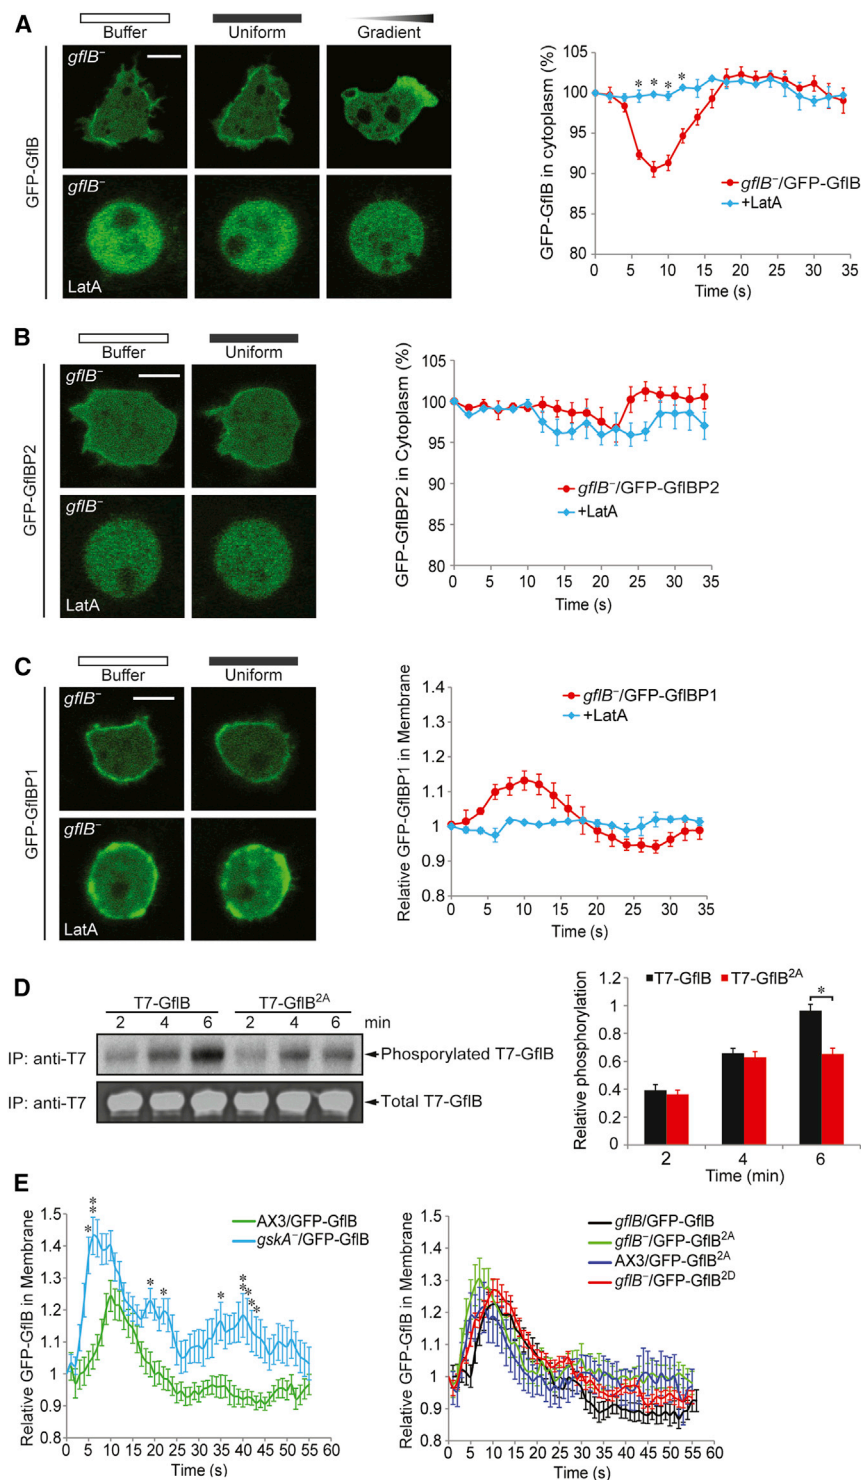 A
Buffer
Uniform
Gradient
GFP-GflB
gflB–
gflB–
LatA
GFP-GflB in cytoplasm (%)
105
100
95
90
85
80
* * * *
gflB–/GFP-GflB
+LatA
0 5 10 15 20 25 30 35
Time (s)
B
Buffer
Uniform
GFP-GflBP2
gflB–
gflB–
LatA
GFP-GflBP2 in Cytoplasm (%)
105
100
95
90
85
80
gflB–/GFP-GflBP2
+LatA
0 5 10 15 20 25 30 35
Time (s)
C
Buffer
Uniform
GFP-GflBP1
gflB–
gflB–
LatA
Relative GFP-GflBP1 in Membrane
1.4
1.3
1.2
1.1
1
0.9
0.8
gflB–/GFP-GflBP1
+LatA
0 5 10 15 20 25 30 35
Time (s)
D
T7-GflB T7-GflB2A
2 4 6 2 4 6 min
IP: anti-T7 Phosporylated T7-GflB
IP: anti-T7 Total T7-GflB
Relative phosphorylation
1.2
1
0.8
0.6
0.4
0.2
0
T7-GflB T7-GflB2A
*
2 4 6
Time (min)
E
Relative GFP-GflB in Membrane
1.5
1.4
1.3
1.2
1.1
1
0.9
0.8
AX3/GFP-GflB
gskA–/GFP-GflB
* * * * * * * * * *
0 5 10 15 20 25 30 35 40 45 50 55 60
Time (s)
Relative GFP-GflB in Membrane
1.5
1.4
1.3
1.2
1.1
1
0.9
0.8
gflB/GFP-GflB
gflB–/GFP-GflB2A
AX3/GFP-GflB2A
gflB–/GFP-GflB2D
0 5 10 15 20 25 30 35 40 45 50 55 60
Time (s)